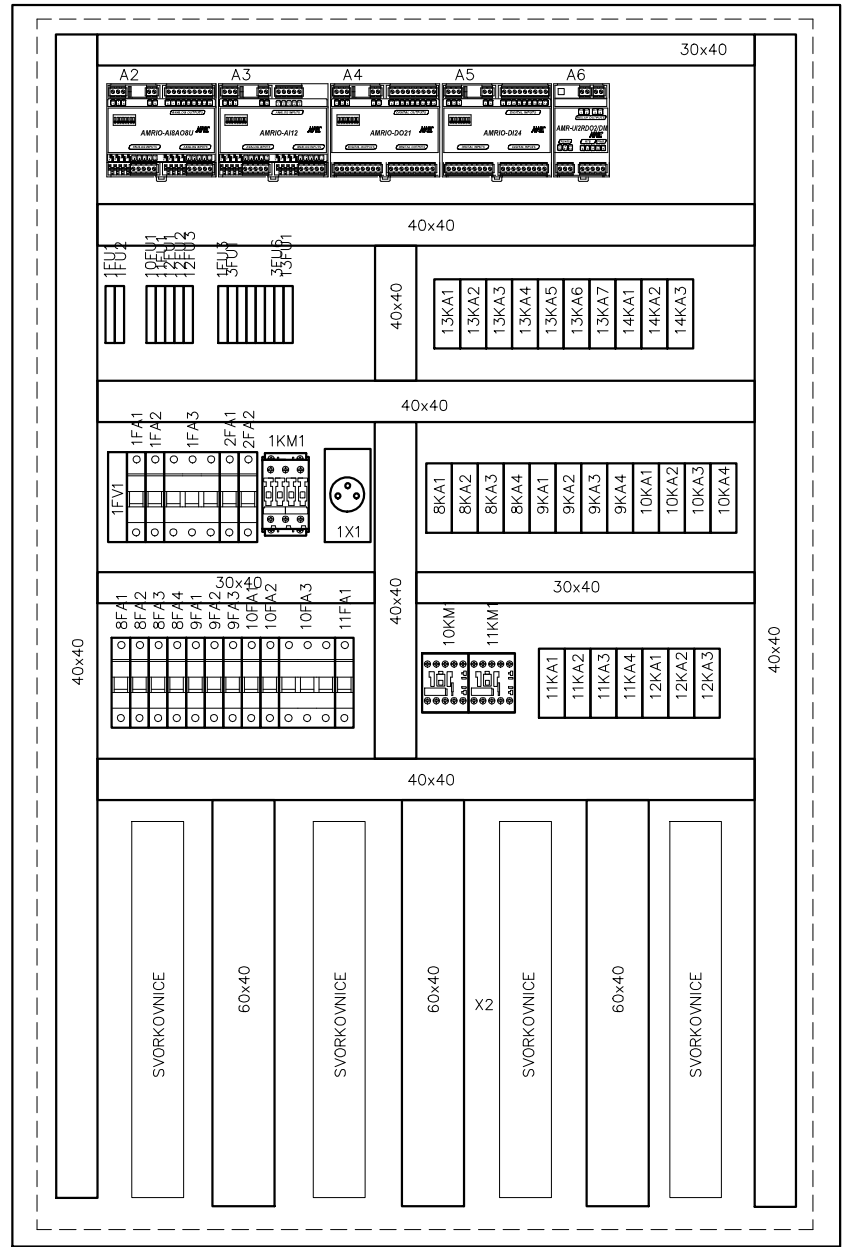 30x40
A2 A3 A4 A5 A6
AMRIO-AI8AO8U AMRIO-AI12 AMRIO-DO21 AMRIO-DI24 AMR-UI2RDO2/DM
40x40
1FU1
1FU2
10FU1
11FU1
12FU1
12FU2
12FU3
1FU3
3FU1
3FU6
13FU1
40x40
13KA1
13KA2
13KA3
13KA4
13KA5
13KA6
13KA7
14KA1
14KA2
14KA3
40x40
1FV1
1FA1
1FA2
1FA3
2FA1
2FA2
1KM1
1X1
8KA1
8KA2
8KA3
8KA4
9KA1
9KA2
9KA3
9KA4
10KA1
10KA2
10KA3
10KA4
30x40
30x40
8FA1
8FA2
8FA3
8FA4
9FA1
9FA2
9FA3
10FA1
10FA2
10FA3
11FA1
40x40
10KM1
11KM1
11KA1
11KA2
11KA3
11KA4
12KA1
12KA2
12KA3
40x40
40x40
40x40
SVORKOVNICE
60x40
SVORKOVNICE
60x40
X2
SVORKOVNICE
60x40
SVORKOVNICE